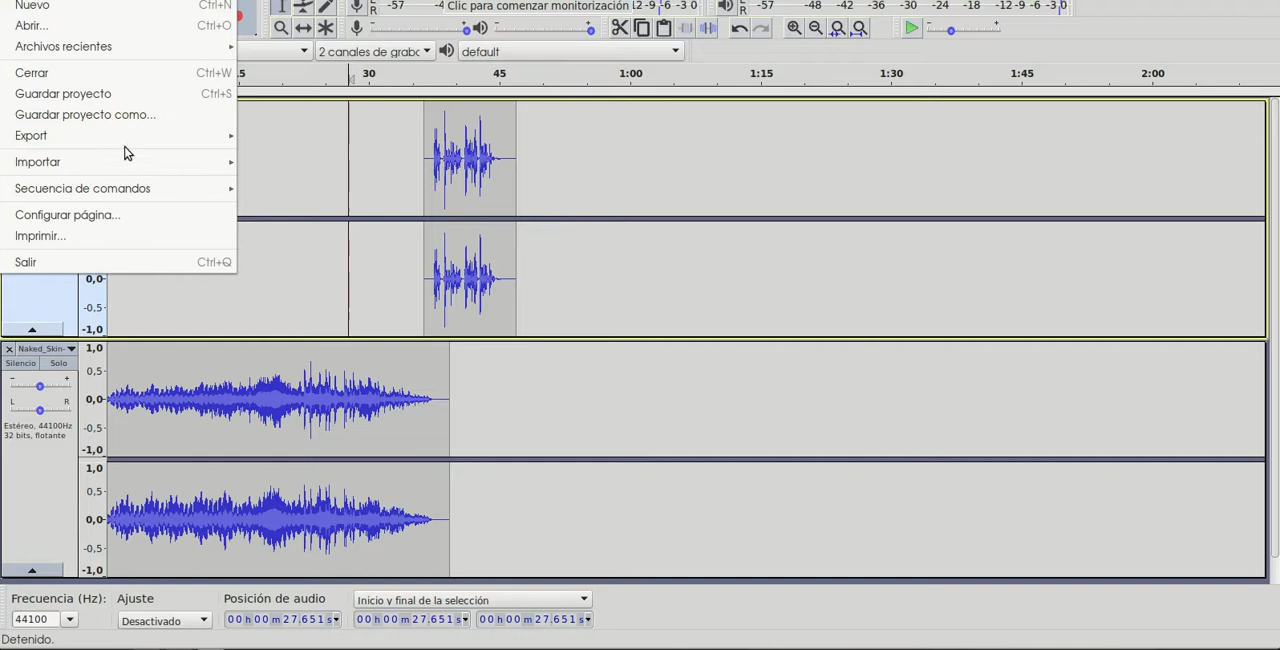 Nuevo Ctrl+N
Abrir... Ctrl+O
Archivos recientes
Cerrar Ctrl+W
Guardar proyecto Ctrl+S
Guardar proyecto como...
Export
Importar
Secuencia de comandos
Configurar página...
Imprimir...
Salir Ctrl+Q
L
R
-57
Clic para comenzar monitorización
12 -9 -6 -3 0
L
R
-57 -48 -42 -36 -30 -24 -18 -12 -9 -6 -3 0
2 canales de grabc
default
15 30 45 1:00 1:15 1:30 1:45 2:00
0,0
-0,5
-1,0
Naked_Skin-
Silencio Solo
- +
L R
Estéreo, 44100Hz
32 bits, flotante
1,0
0,5
0,0
-0,5
-1,0
1,0
0,5
0,0
-0,5
-1,0
Frecuencia (Hz): Ajuste Posición de audio Inicio y final de la selección
44100 Desactivado 00 h 00 m 27,651 s 00 h 00 m 27,651 s 00 h 00 m 27,651 s
Detenido.